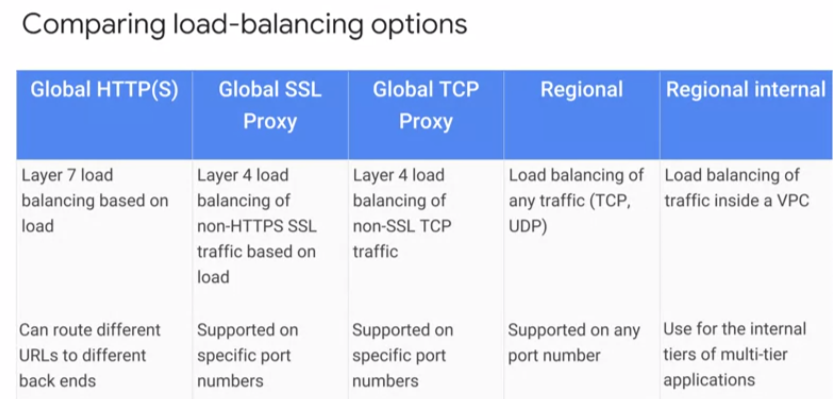 Comparing load-balancing options
Global HTTP(S)
Global SSL
Proxy
Global TCP
Proxy
Regional
Regional internal
Layer 7 load
balancing based on
load
Layer 4 load
balancing of
non-HTTPS SSL
traffic based on
load
Layer 4 load
balancing of
non-SSL TCP
traffic
Load balancing of
any traffic (TCP,
UDP)
Load balancing of
traffic inside a VPC
Can route different
URLs to different
back ends
Supported on
specific port
numbers
Supported on
specific port
numbers
Supported on any
port number
Use for the internal
tiers of multi-tier
applications